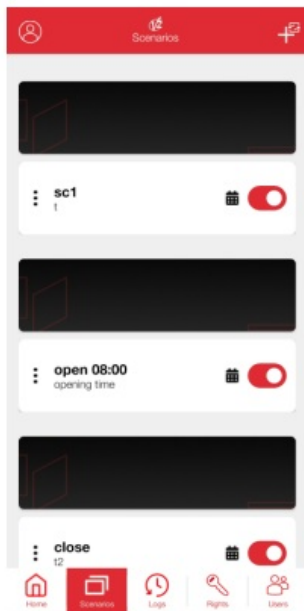 Scenarios
sc1
t
open 08:00
opening time
close
t2
Home
Scenarios
Logs
Rights
Users